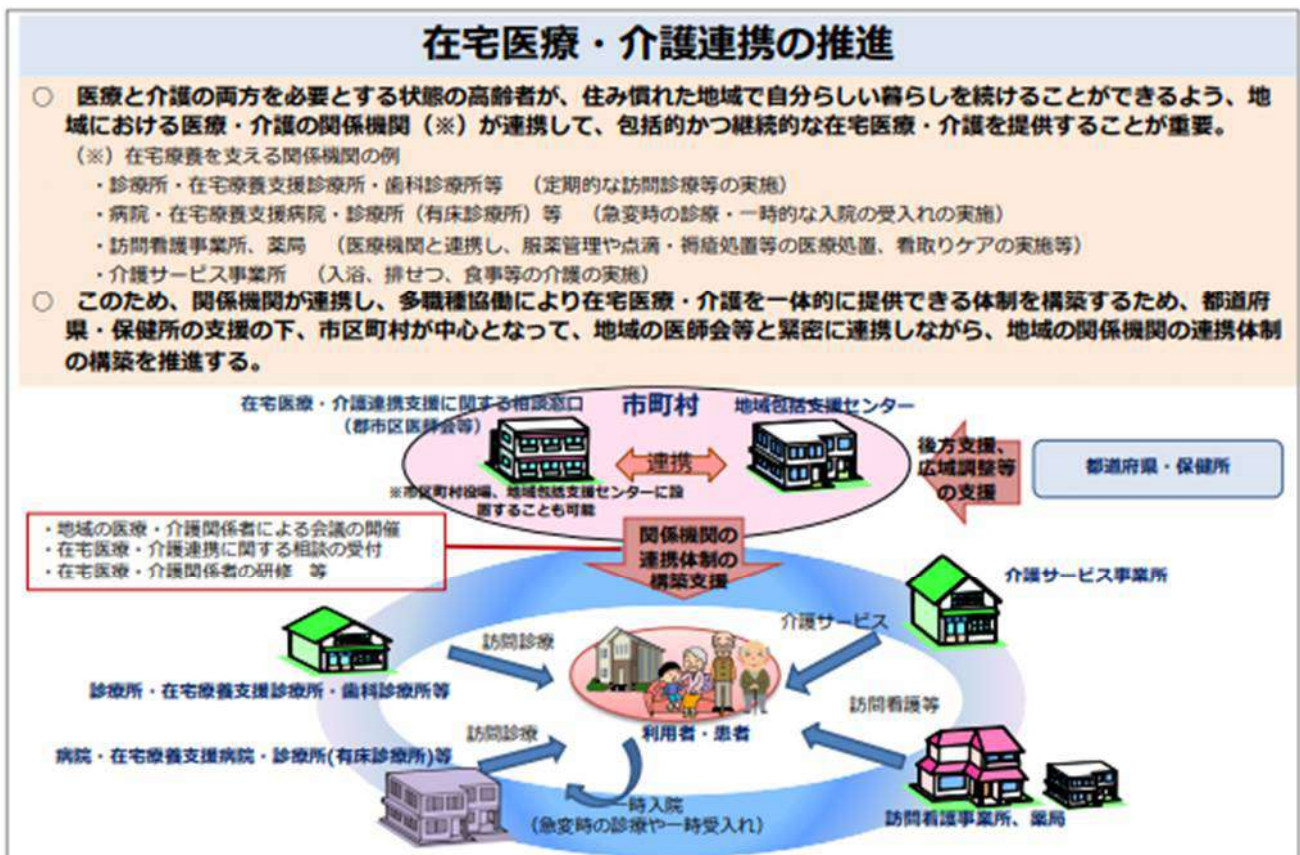 在宅医療・介護連携の推進
○ 医療と介護の両方を必要とする状態の高齢者が、住み慣れた地域で自分らしい暮らしを続けることができるよう、地
域における医療・介護の関係機関（※）が連携して、包括的かつ継続的な在宅医療・介護を提供することが重要。
（※）在宅療養を支える関係機関の例
・診療所・在宅療養支援診療所・歯科診療所等 （定期的な訪問診療等の実施）
・病院・在宅療養支援病院・診療所（有床診療所）等 （急変時の診療・一時的な入院の受入れの実施）
・訪問看護事業所、薬局 （医療機関と連携し、服薬管理や点滴・褥瘡処置等の医療処置、看取りケアの実施等）
・介護サービス事業所 （入浴、排せつ、食事等の介護の実施）
○ このため、関係機関が連携し、多職種協働により在宅医療・介護を一体的に提供できる体制を構築するため、都道府
県・保健所の支援の下、市区町村が中心となって、地域の医師会等と緊密に連携しながら、地域の関係機関の連携体制
の構築を推進する。
在宅医療・介護連携支援に関する相談窓口
（郡市区医師会等）
市町村
地域包括支援センター
連携
※市区町村役場、地域包括支援センターに設
置することも可能
後方支援、
広域調整等
の支援
都道府県・保健所
・地域の医療・介護関係者による会議の開催
・在宅医療・介護連携に関する相談の受付
・在宅医療・介護関係者の研修 等
関係機関の
連携体制の
構築支援
介護サービス事業所
介護サービス
訪問診療
診療所・在宅療養支援診療所・歯科診療所等
利用者・患者
訪問看護等
訪問診療
病院・在宅療養支援病院・診療所(有床診療所)等
一時入院
（急変時の診療や一時受入れ）
訪問看護事業所、薬局